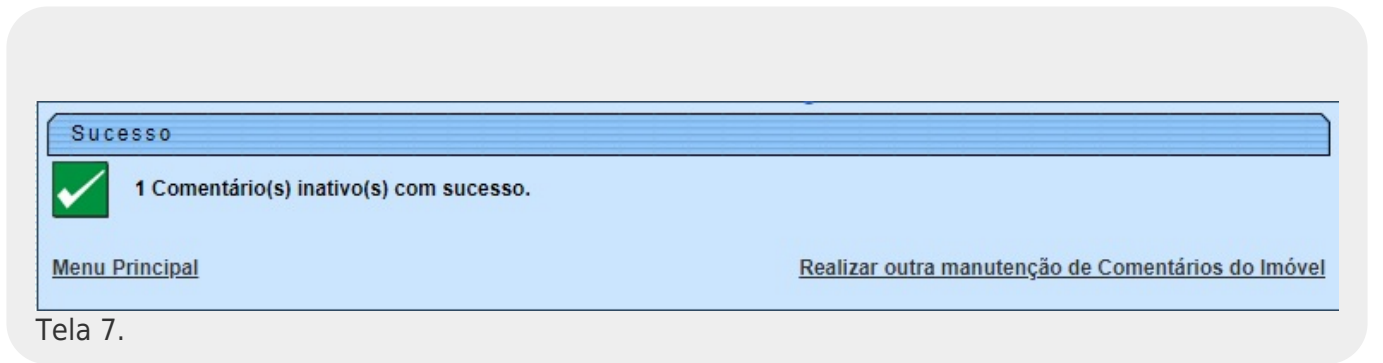 Sucesso
1 Comentário(s) inativo(s) com sucesso.
Menu Principal
Realizar outra manutenção de Comentários do Imóvel
Tela 7.